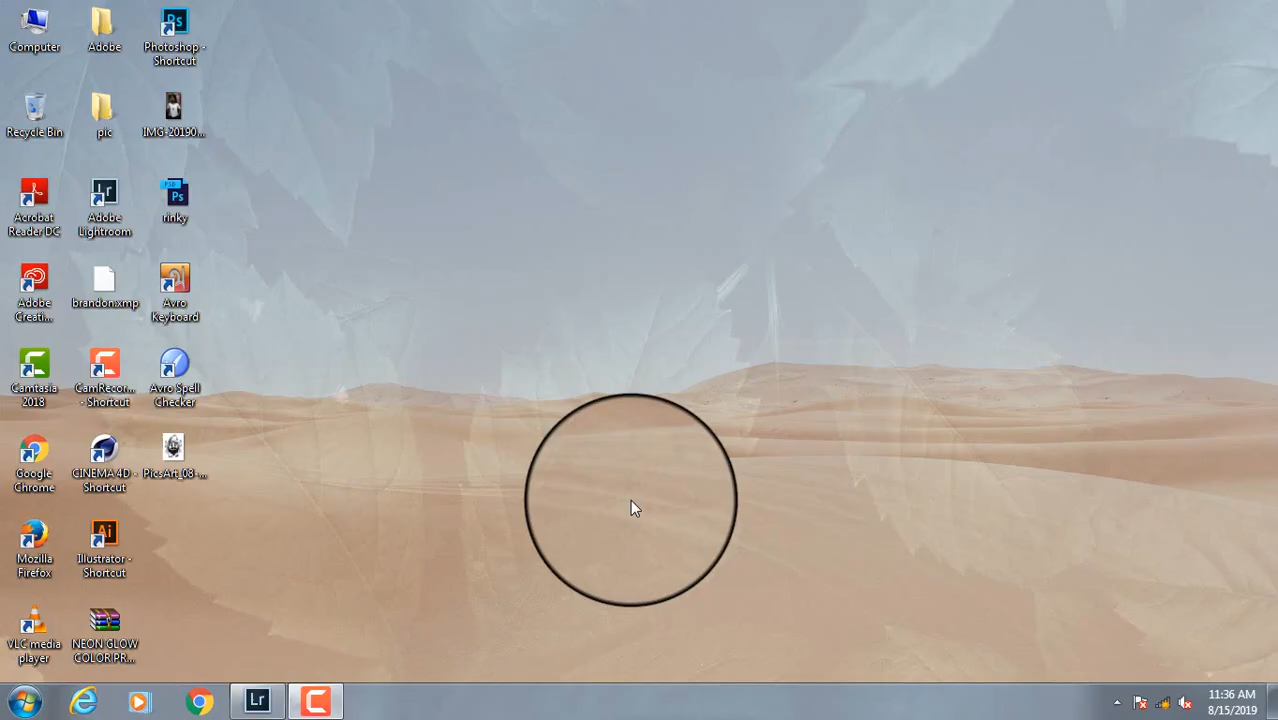 Computer
Adobe
Photoshop -
Shortcut
Recycle Bin
pic
IMG-20190...
Acrobat
Reader DC
Adobe
Lightroom
rinky
Adobe
Creati...
brandon.xmp
Avro
Keyboard
Camtasia
2018
CamRecor...
- Shortcut
Avro Spell
Checker
Google
Chrome
CINEMA 4D -
Shortcut
PicsArt_08-...
Mozilla
Firefox
Illustrator -
Shortcut
VLC media
player
NEON GLOW
COLOR PR...
11:36 AM
8/15/2019